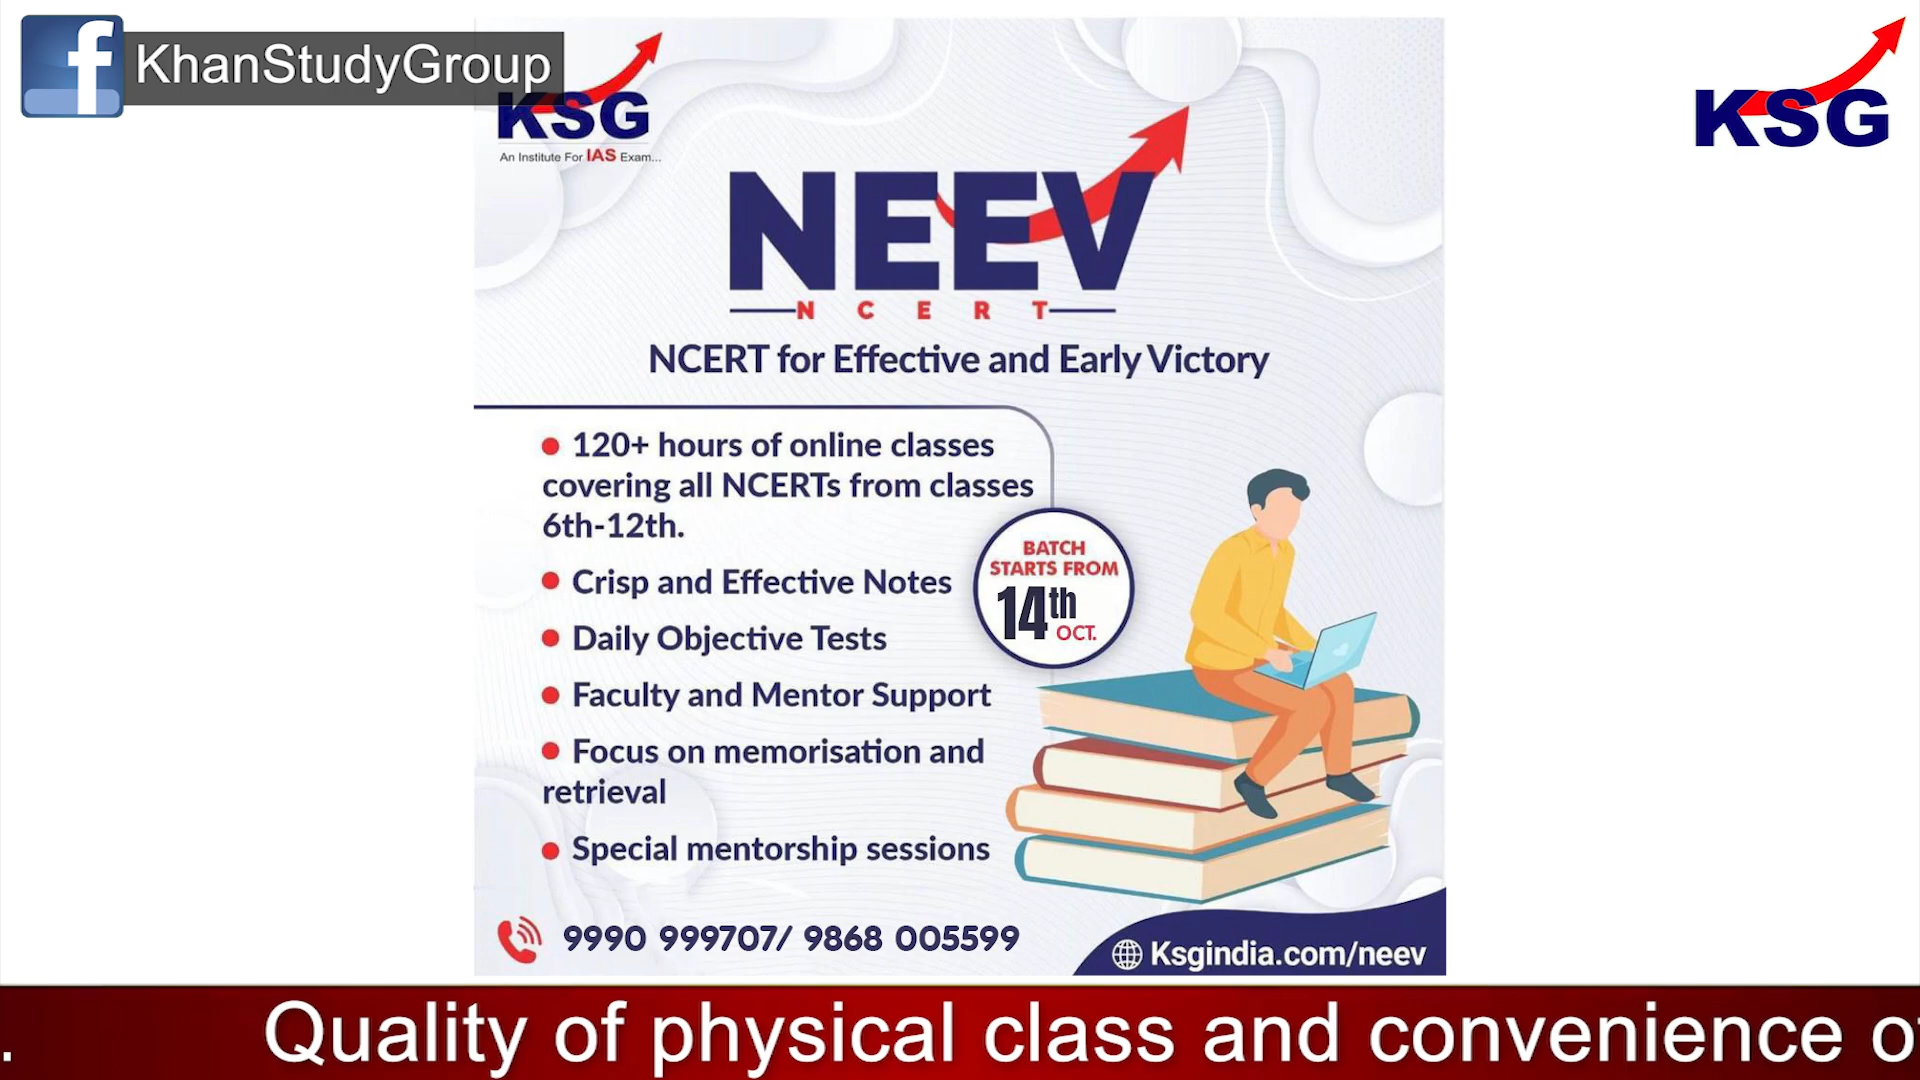 KhanStudyGroup
KSG
KSG
An Institute For IAS Exam...
NEEV
NCERT
NCERT for Effective and Early Victory
• 120+ hours of online classes
covering all NCERTs from classes
6th-12th.
• Crisp and Effective Notes
• Daily Objective Tests
• Faculty and Mentor Support
• Focus on memorisation and
retrieval
• Special mentorship sessions
BATCH
STARTS FROM
14th
OCT.
9990 999707/ 9868 005599
Ksgindia.com/neev
. Quality of physical class and convenience